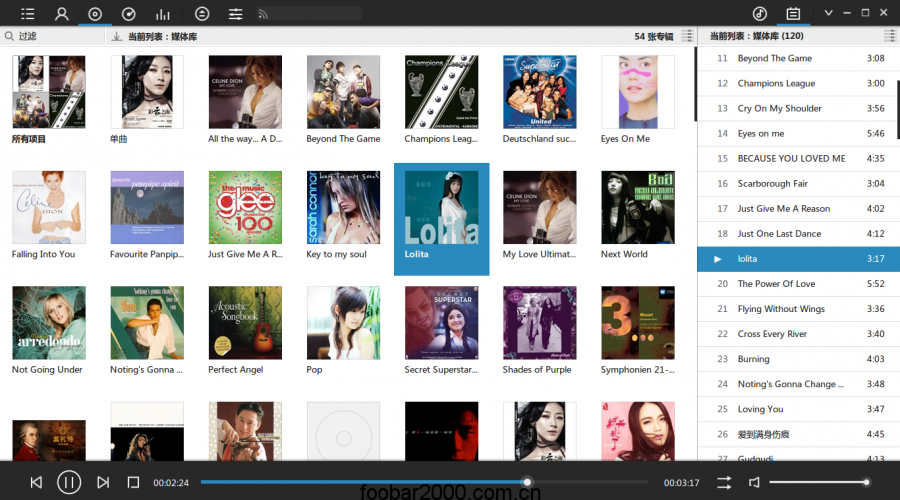 过滤
当前列表：媒体库
54 张专辑
当前列表：媒体库 (120)
所有项目
单曲
All the way... A D...
Beyond The Game
Champions Leag...
Deutschland suc...
Eyes On Me
Falling Into You
Favourite Panpip...
Just Give Me A R...
Key to my soul
Lolita
My Love Ultimat...
Next World
Not Going Under
Noting's Gonna ...
Perfect Angel
Pop
Secret Superstar...
Shades of Purple
Symphonien 21-...
11 Beyond The Game 3:08
12 Champions League 3:00
13 Cry On My Shoulder 3:56
14 Eyes on me 5:46
15 BECAUSE YOU LOVED ME 4:35
16 Scarborough Fair 3:04
17 Just Give Me A Reason 4:02
18 Just One Last Dance 4:12
lolita 3:17
20 The Power Of Love 5:52
21 Flying Without Wings 3:36
22 Cross Every River 3:40
23 Burning 4:03
24 Noting's Gonna Change ... 3:48
25 Loving You 3:47
26 爱到满身伤痕 4:45
27 Gudgudi 4:13
00:02:24
00:03:17
foobar2000.com.cn